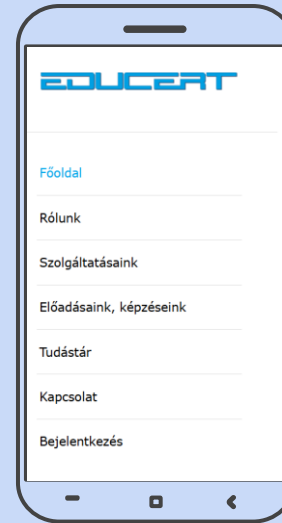 EDUCERT
Főoldal
Rólunk
Szolgáltatásaink
Előadásaink, képzéseink
Tudástár
Kapcsolat
Bejelentkezés